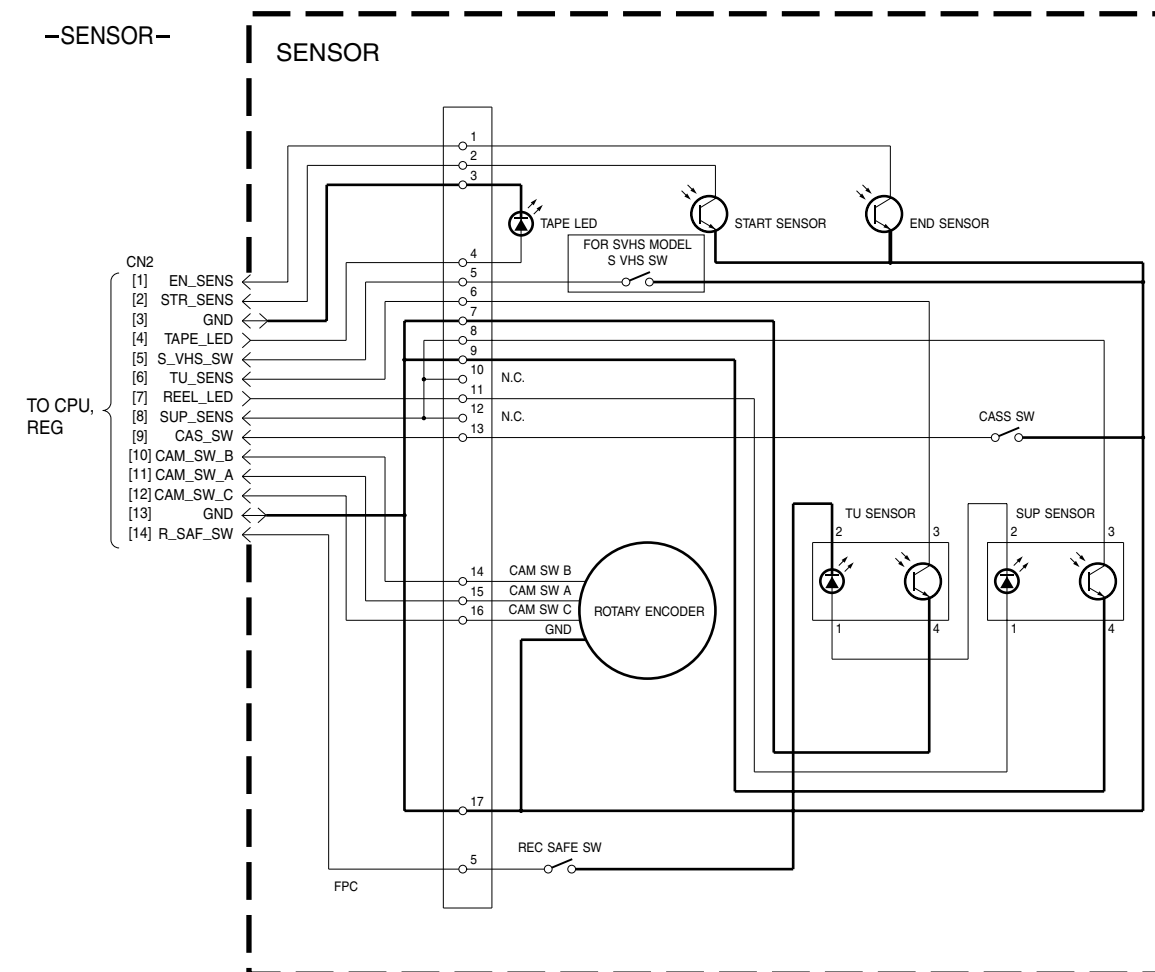 –SENSOR–
SENSOR
1
2
3
TAPE LED
START SENSOR
END SENSOR
FOR SVHS MODEL
S VHS SW
4
5
6
7
8
9
10 N.C.
11
12 N.C.
13
CASS SW
CN2
[1] EN_SENS
[2] STR_SENS
[3] GND
[4] TAPE_LED
[5] S_VHS_SW
[6] TU_SENS
[7] REEL_LED
[8] SUP_SENS
[9] CAS_SW
[10] CAM_SW_B
[11] CAM_SW_A
[12] CAM_SW_C
[13] GND
[14] R_SAF_SW
TO CPU,
REG
TU SENSOR
2 3
1 4
SUP SENSOR
2 3
1 4
14 CAM SW B
15 CAM SW A
16 CAM SW C
GND
ROTARY ENCODER
17
5
REC SAFE SW
FPC